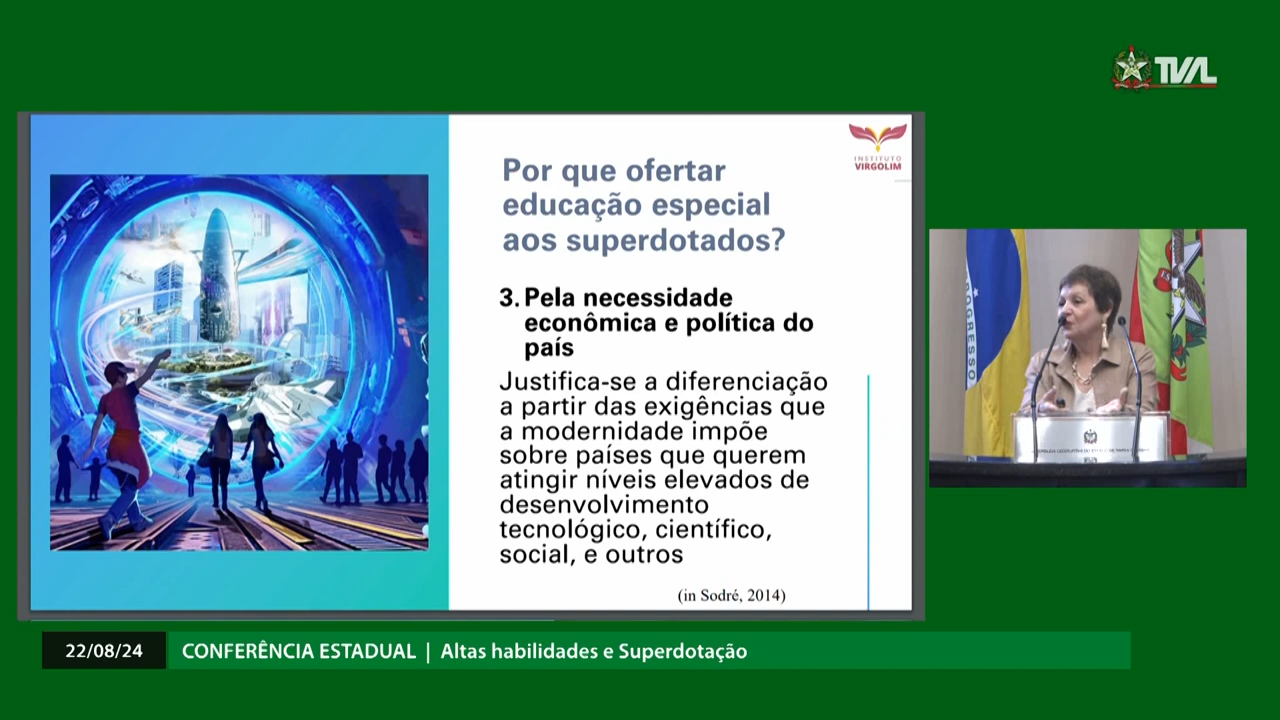 TVAL
INSTITUTO
VIRGOLIM
Por que ofertar
educação especial
aos superdotados?
3. Pela necessidade
econômica e política do
país
Justifica-se a diferenciação
a partir das exigências que
a modernidade impõe
sobre países que querem
atingir níveis elevados de
desenvolvimento
tecnológico, científico,
social, e outros
(in Sodré, 2014)
OGRESSO
22/08/24
CONFERÊNCIA ESTADUAL | Altas habilidades e Superdotação